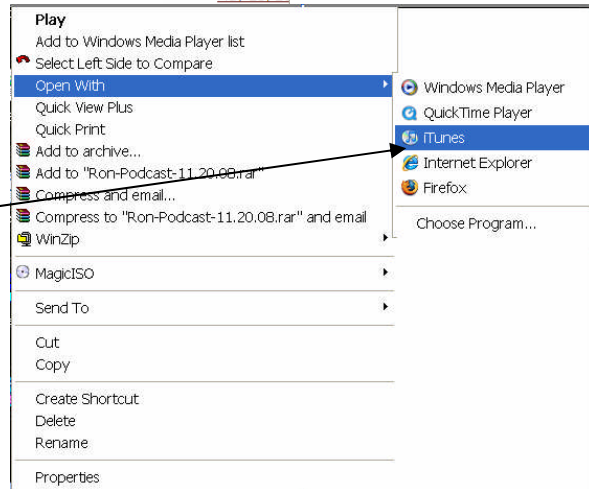 Play
Add to Windows Media Player list
Select Left Side to Compare
Open With
Quick View Plus
Quick Print
Add to archive...
Add to "Ron-Podcast-11.20.08.rar"
Compress and email...
Compress to "Ron-Podcast-11.20.08.rar" and email
WinZip
MagicISO
Send To
Cut
Copy
Create Shortcut
Delete
Rename
Properties
Windows Media Player
QuickTime Player
iTunes
Internet Explorer
Firefox
Choose Program...